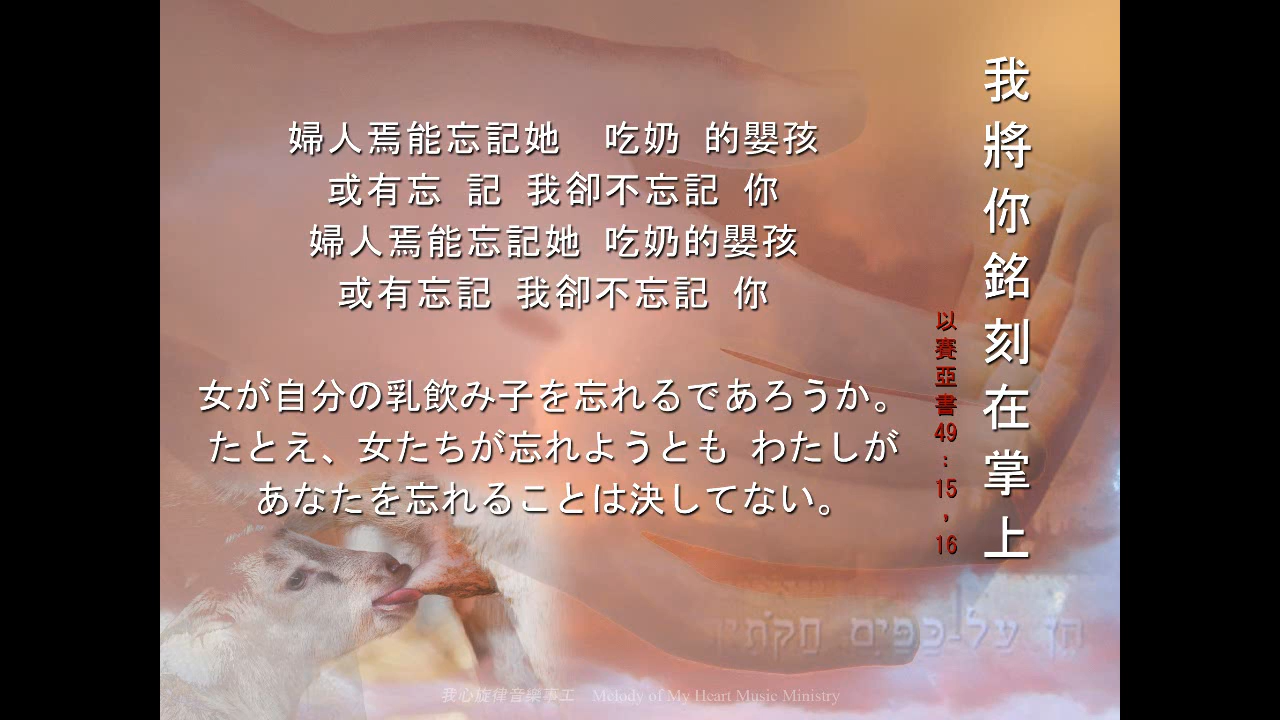 我將你銘刻在掌上
以賽亞書49:15,16
婦人焉能忘記她 吃奶 的嬰孩
或有忘 記 我卻不忘記 你
婦人焉能忘記她 吃奶的嬰孩
或有忘記 我卻不忘記 你
女が自分の乳飲み子を忘れるであろうか。
たとえ、女たちが忘れようとも わたしが
あなたを忘れることは決してない。
הן על-כפים חקתיך
我心旋律音樂事工 Melody of My Heart Music Ministry